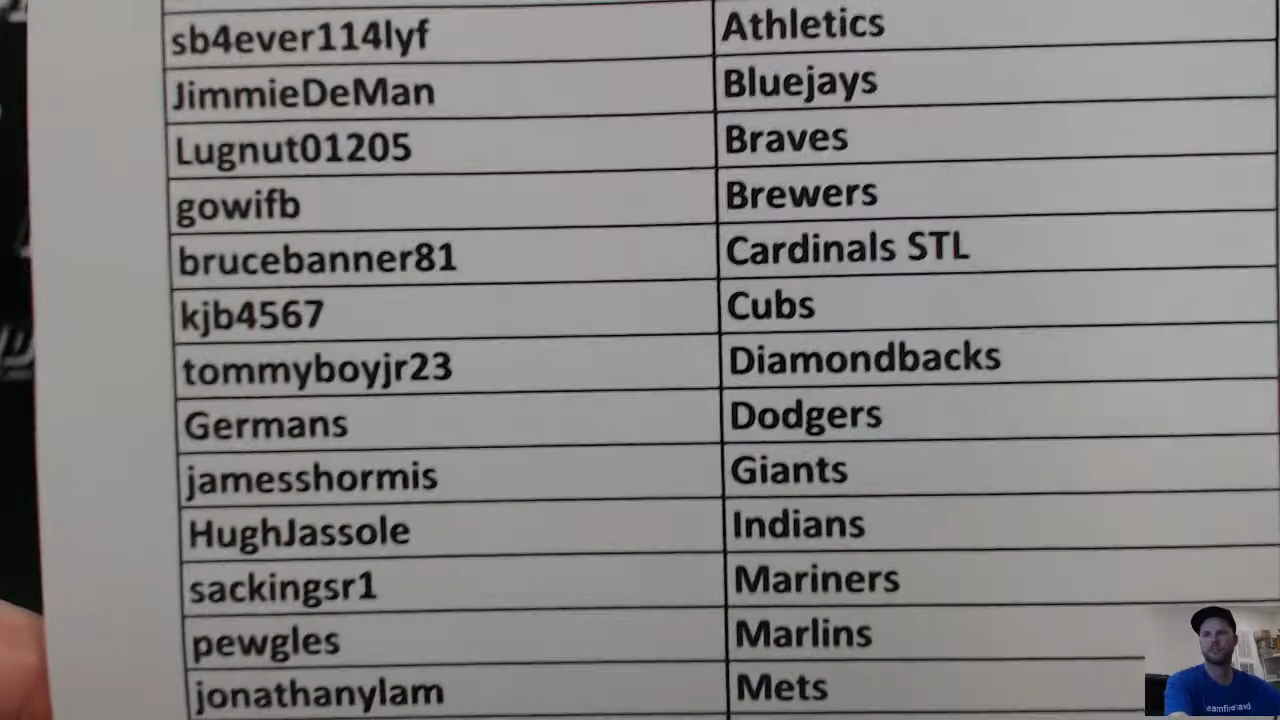 sb4ever114lyf Athletics
JimmieDeMan Bluejays
Lugnut01205 Braves
gowifb Brewers
brucebanner81 Cardinals STL
kjb4567 Cubs
tommyboyjr23 Diamondbacks
Germans Dodgers
jamesshormis Giants
HughJassole Indians
sackingsr1 Mariners
pewgles Marlins
jonathanylam Mets